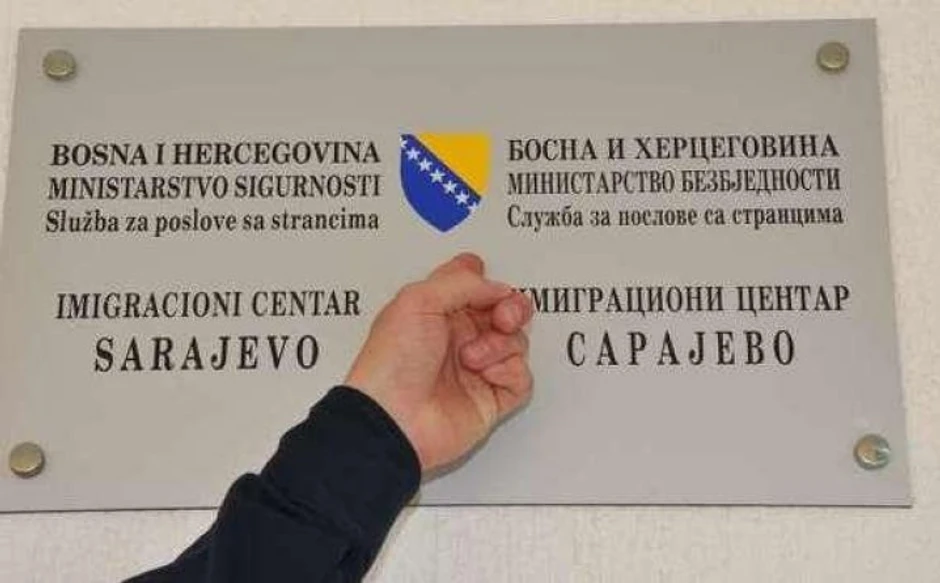 BOSNA I HERCEGOVINA
MINISTARSTVO SIGURNOSTI
Služba za poslove sa strancima
IMIGRACIONI CENTAR
SARAJEVO
БОСНА И ХЕРЦЕГОВИНА
МИНИСТАРСТВО БЕЗБЈЕДНОСТИ
Служба за послове са странцима
ИМИГРАЦИОНИ ЦЕНТАР
САРАЈЕВО